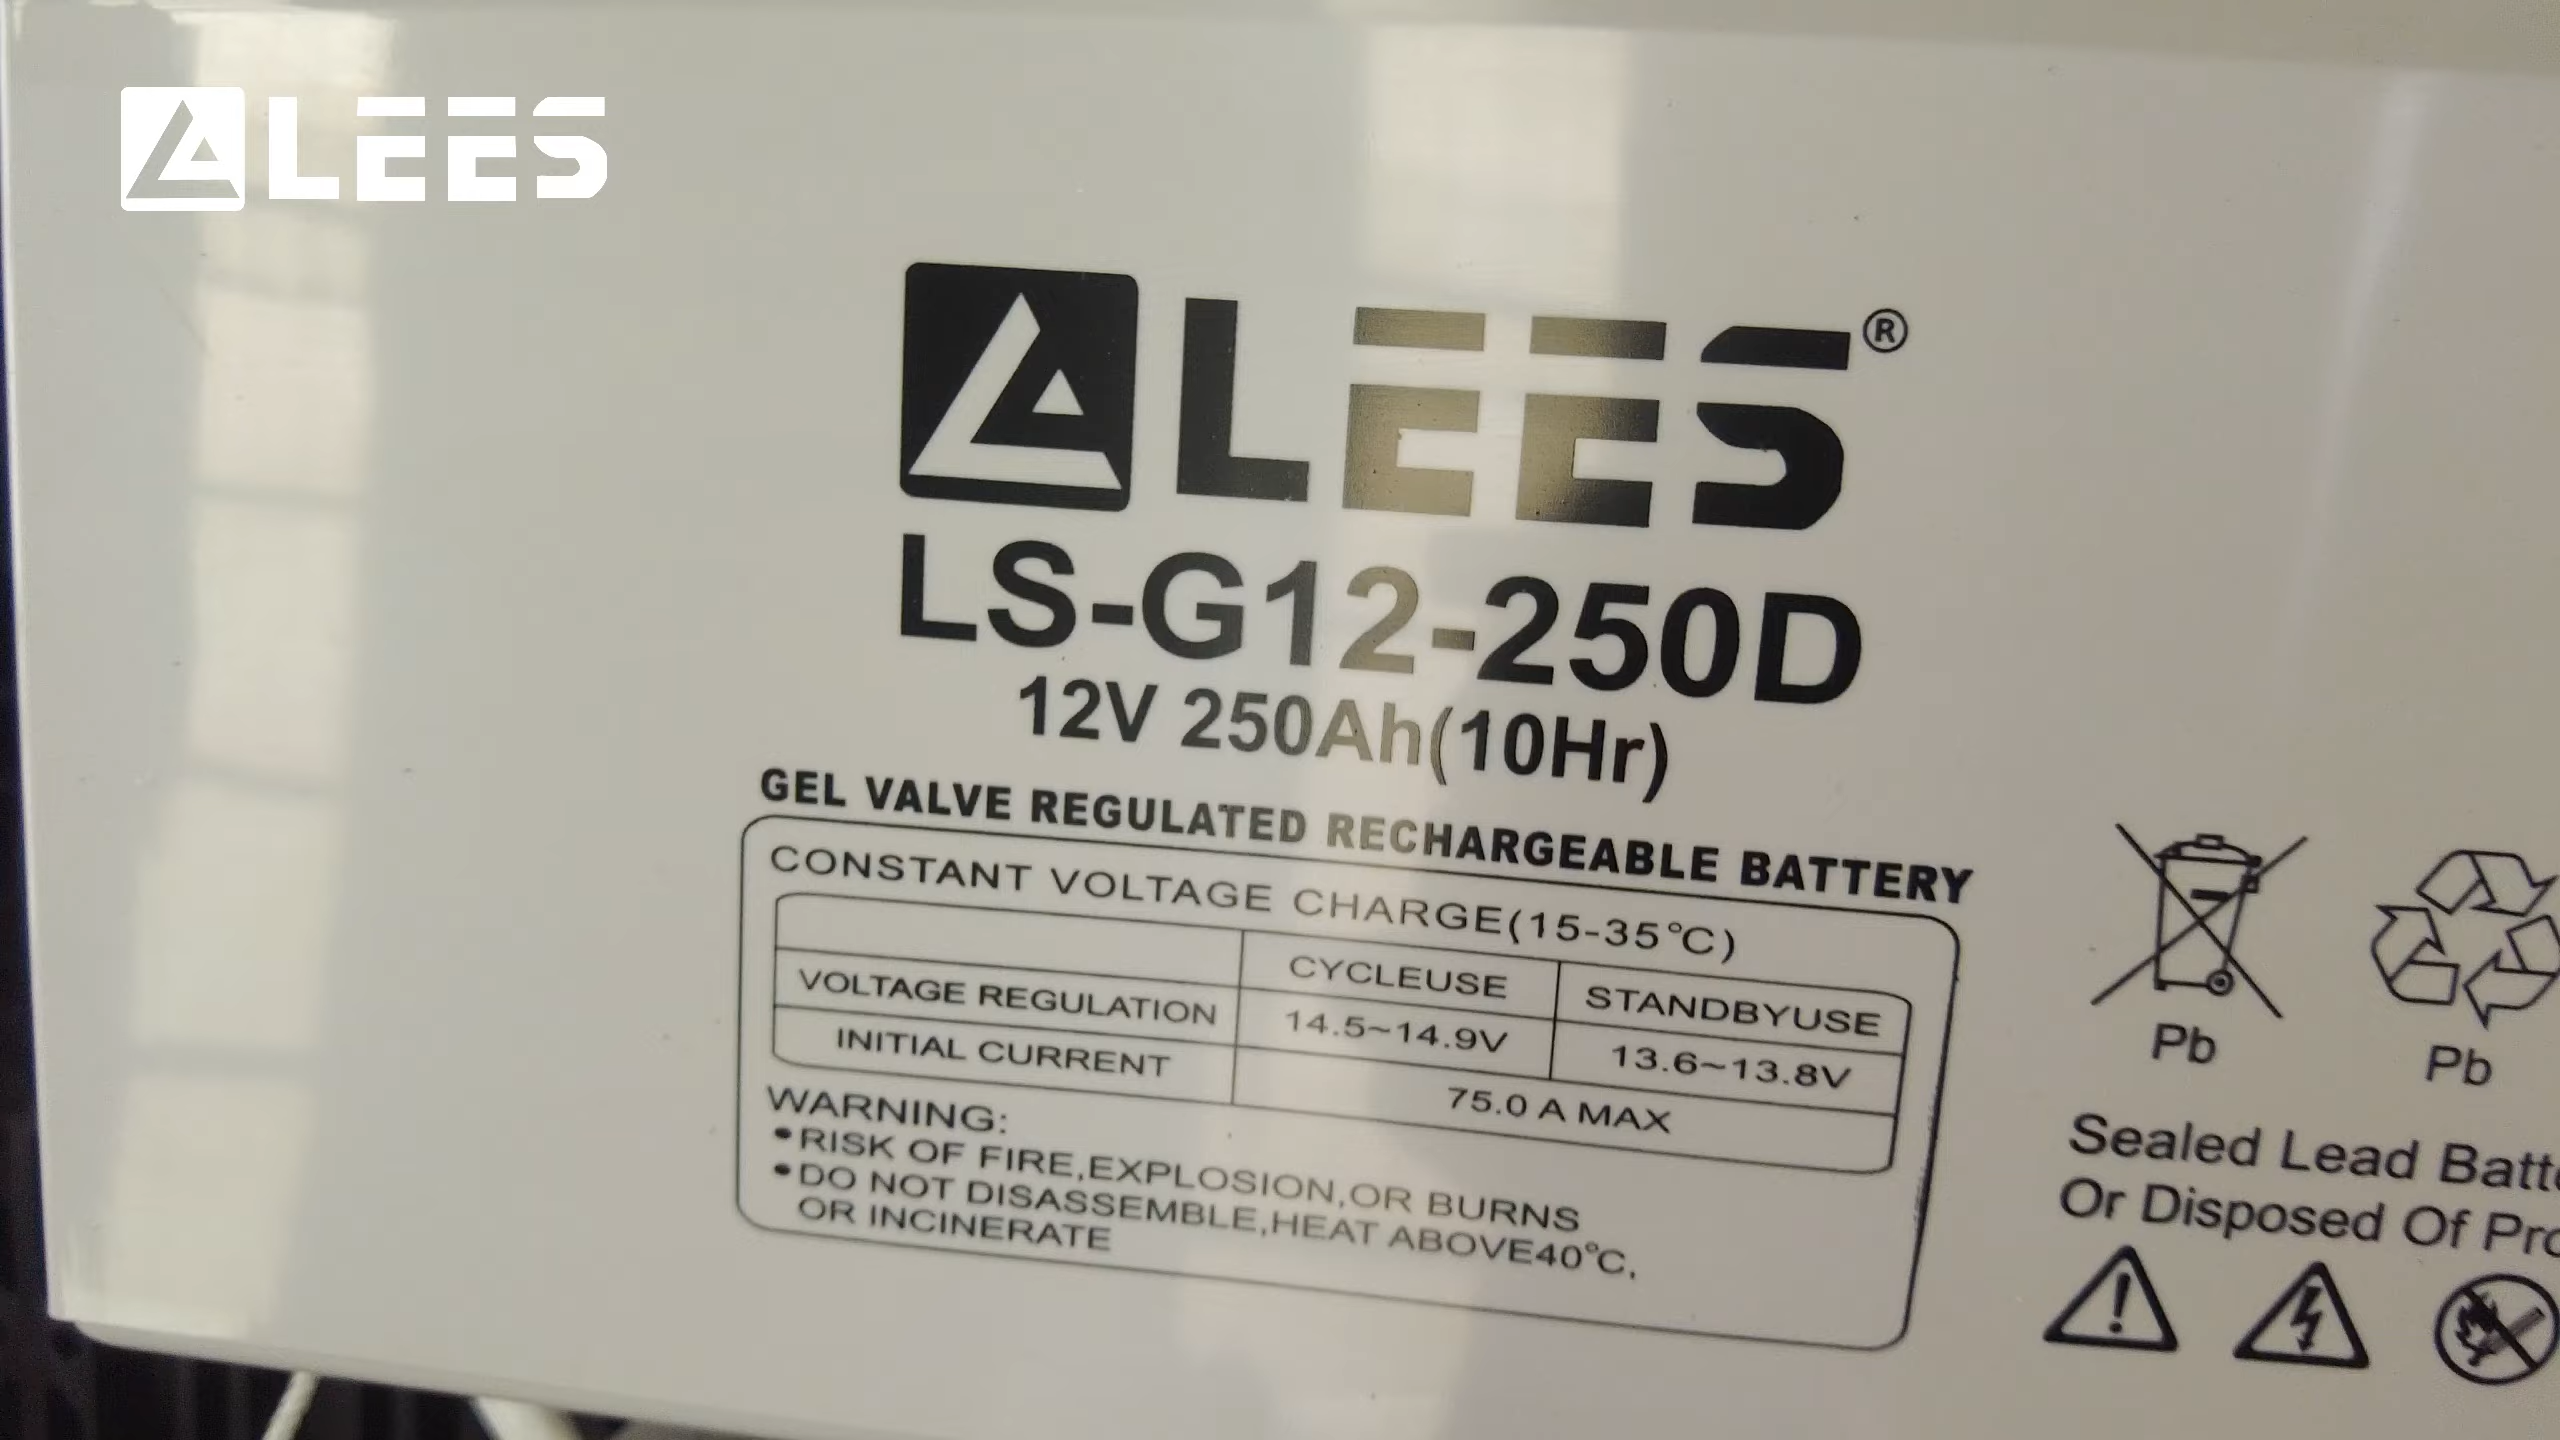 LEES
LEES®
LS-G12-250D
12V 250Ah(10Hr)
GEL VALVE REGULATED RECHARGEABLE BATTERY
CONSTANT VOLTAGE CHARGE(15-35℃)
CYCLEUSE STANDBYUSE
VOLTAGE REGULATION 14.5~14.9V 13.6~13.8V
INITIAL CURRENT 75.0 A MAX
WARNING:
•RISK OF FIRE,EXPLOSION,OR BURNS
•DO NOT DISASSEMBLE,HEAT ABOVE40℃,
OR INCINERATE
Pb Pb
Sealed Lead
Or Disposed Of